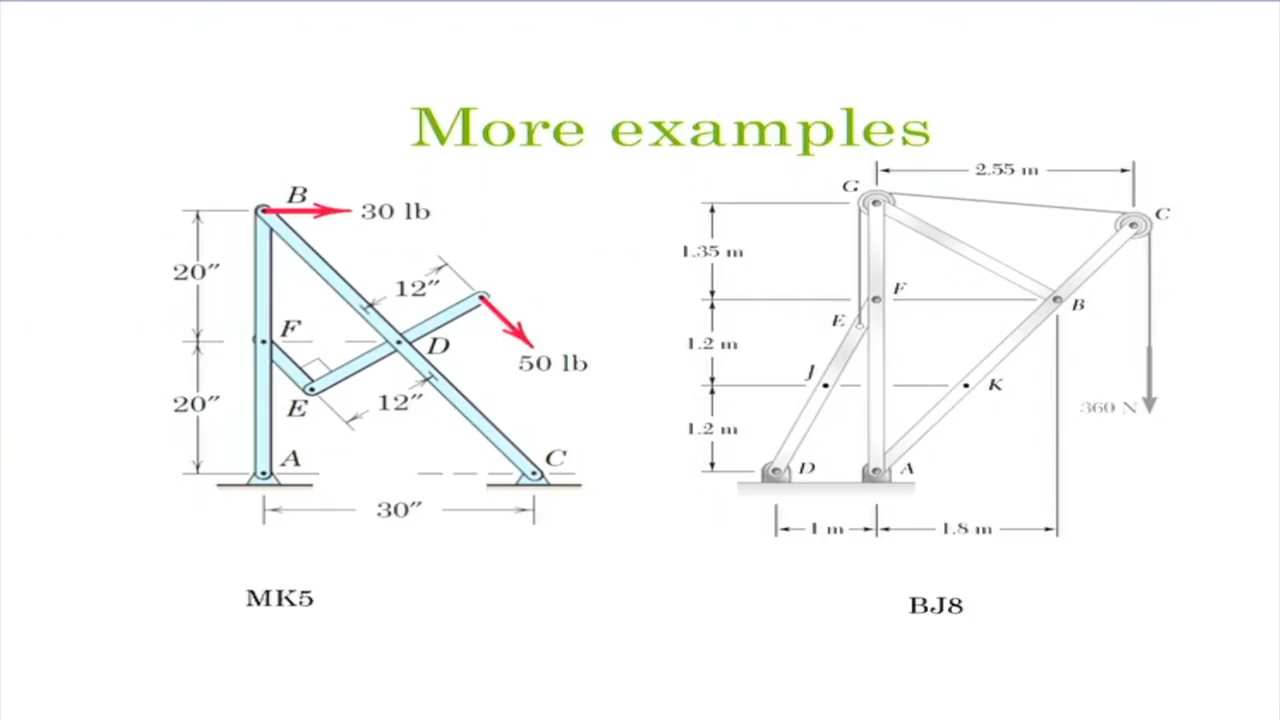 More examples
B
30 lb
20″
12″
F
D
50 lb
20″
E
12″
A
C
30″
MK5
2.55 m
G
C
1.35 m
F
B
E
1.2 m
J
K
360 N
1.2 m
D
A
1 m
1.8 m
BJ8